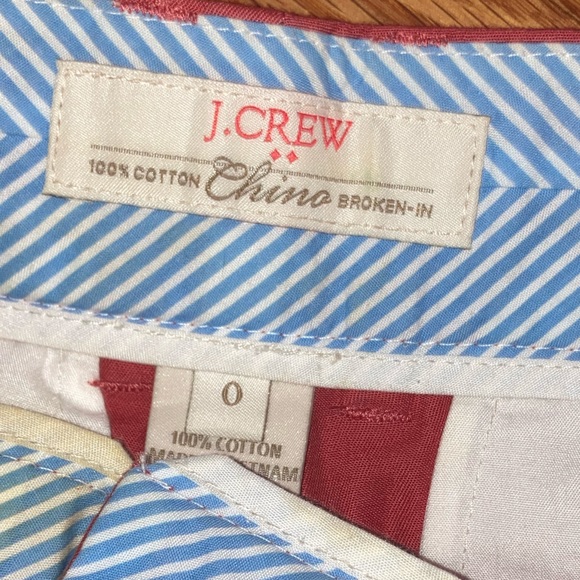 J.CREW
100% COTTON Chino BROKEN-IN
0
100% COTTON